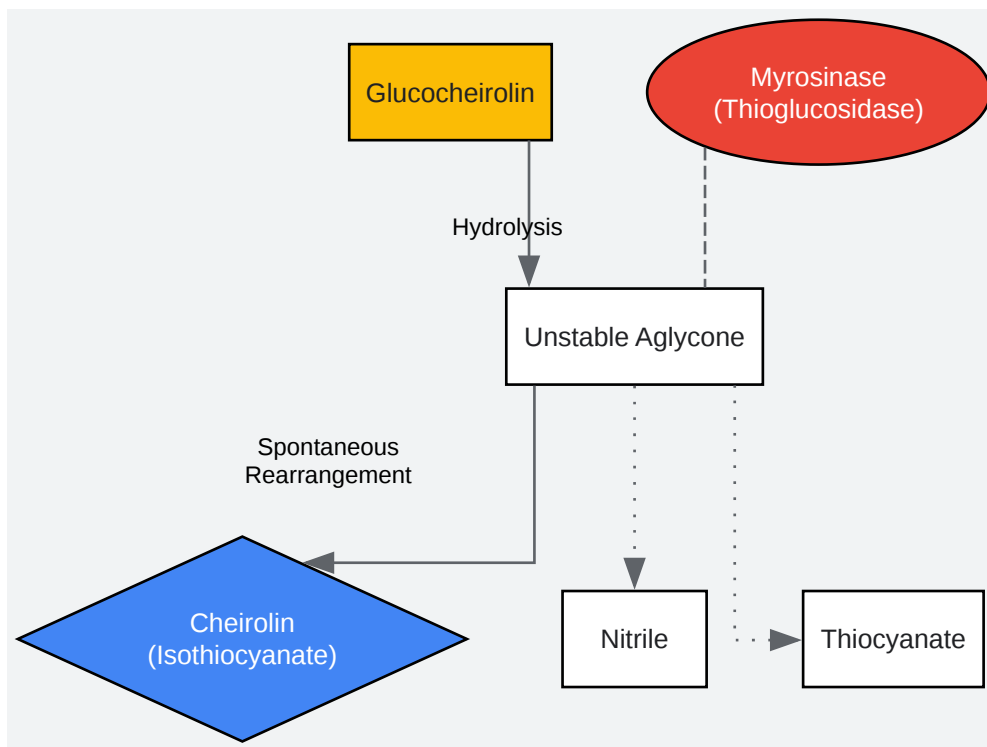 Glucocheirolin
Myrosinase
(Thioglucosidase)
Hydrolysis
Unstable Aglycone
Spontaneous
Rearrangement
Cheirolin
(Isothiocyanate)
Nitrile
Thiocyanate